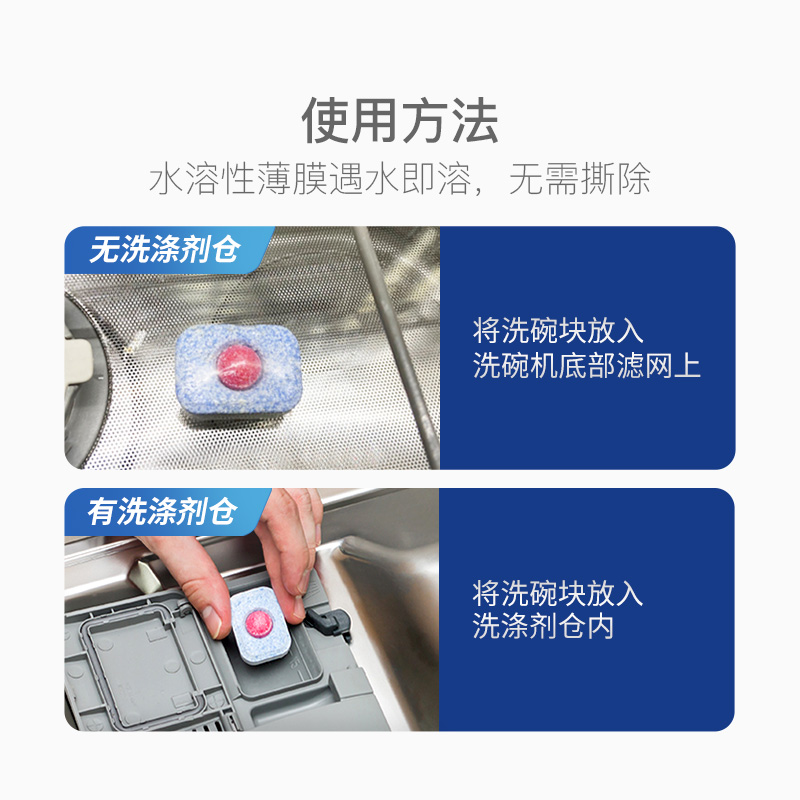 使用方法
水溶性薄膜遇水即溶，无需撕除
无洗涤剂仓
将洗碗块放入
洗碗机底部滤网上
有洗涤剂仓
将洗碗块放入
洗涤剂仓内